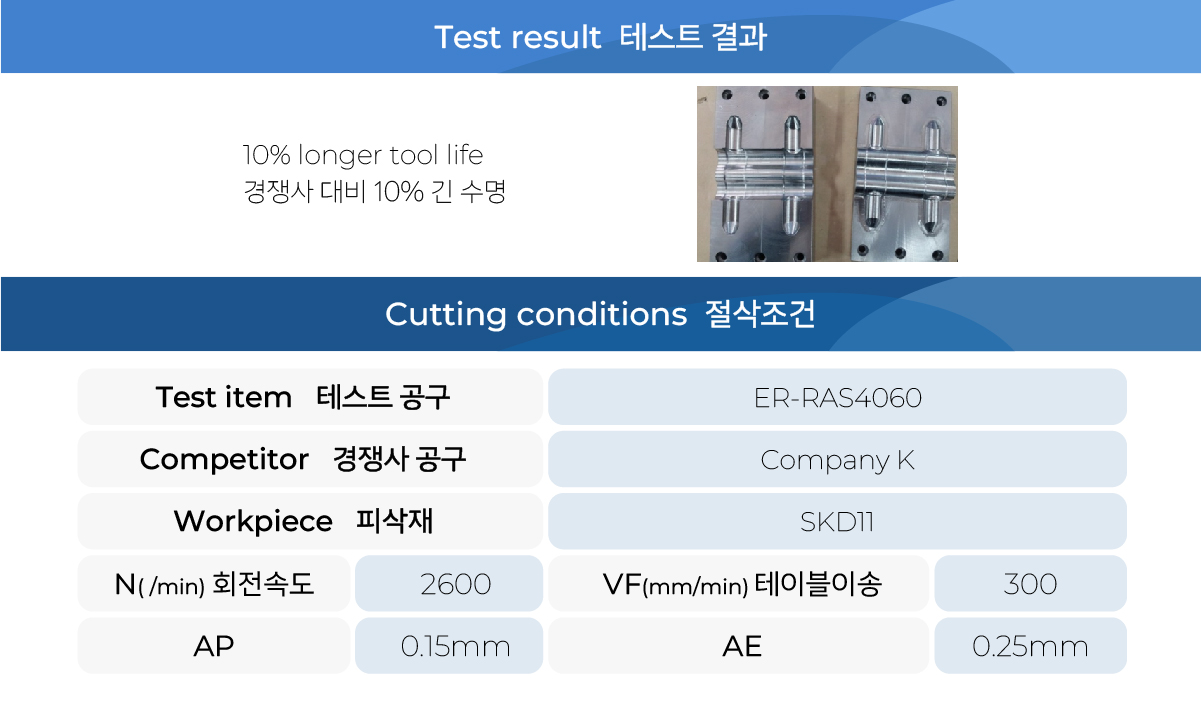 Test result 테스트 결과
10% longer tool life
경쟁사 대비 10% 긴 수명
Cutting conditions 절삭조건
Test item 테스트 공구 ER-RAS4060
Competitor 경쟁사 공구 Company K
Workpiece 피삭재 SKD11
N( /min) 회전속도 2600 VF(mm/min) 테이블이송 300
AP 0.15mm AE 0.25mm